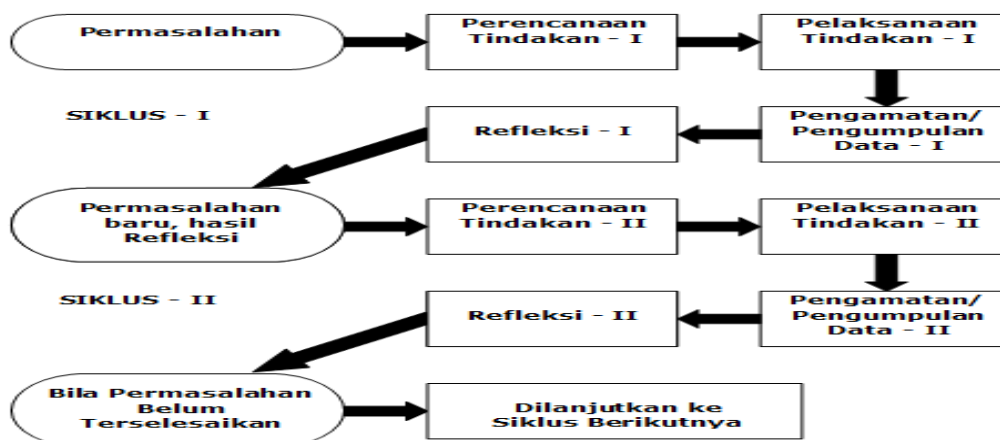 Permasalahan
Perencanaan
Tindakan - I
Pelaksanaan
Tindakan - I
SIKLUS - I
Refleksi - I
Pengamatan/
Pengumpulan
Data - I
Permasalahan
baru, hasil
Refleksi
Perencanaan
Tindakan - II
Pelaksanaan
Tindakan - II
SIKLUS - II
Refleksi - II
Pengamatan/
Pengumpulan
Data - II
Bila Permasalahan
Belum
Terselesaikan
Dilanjutkan ke
Siklus Berikutnya